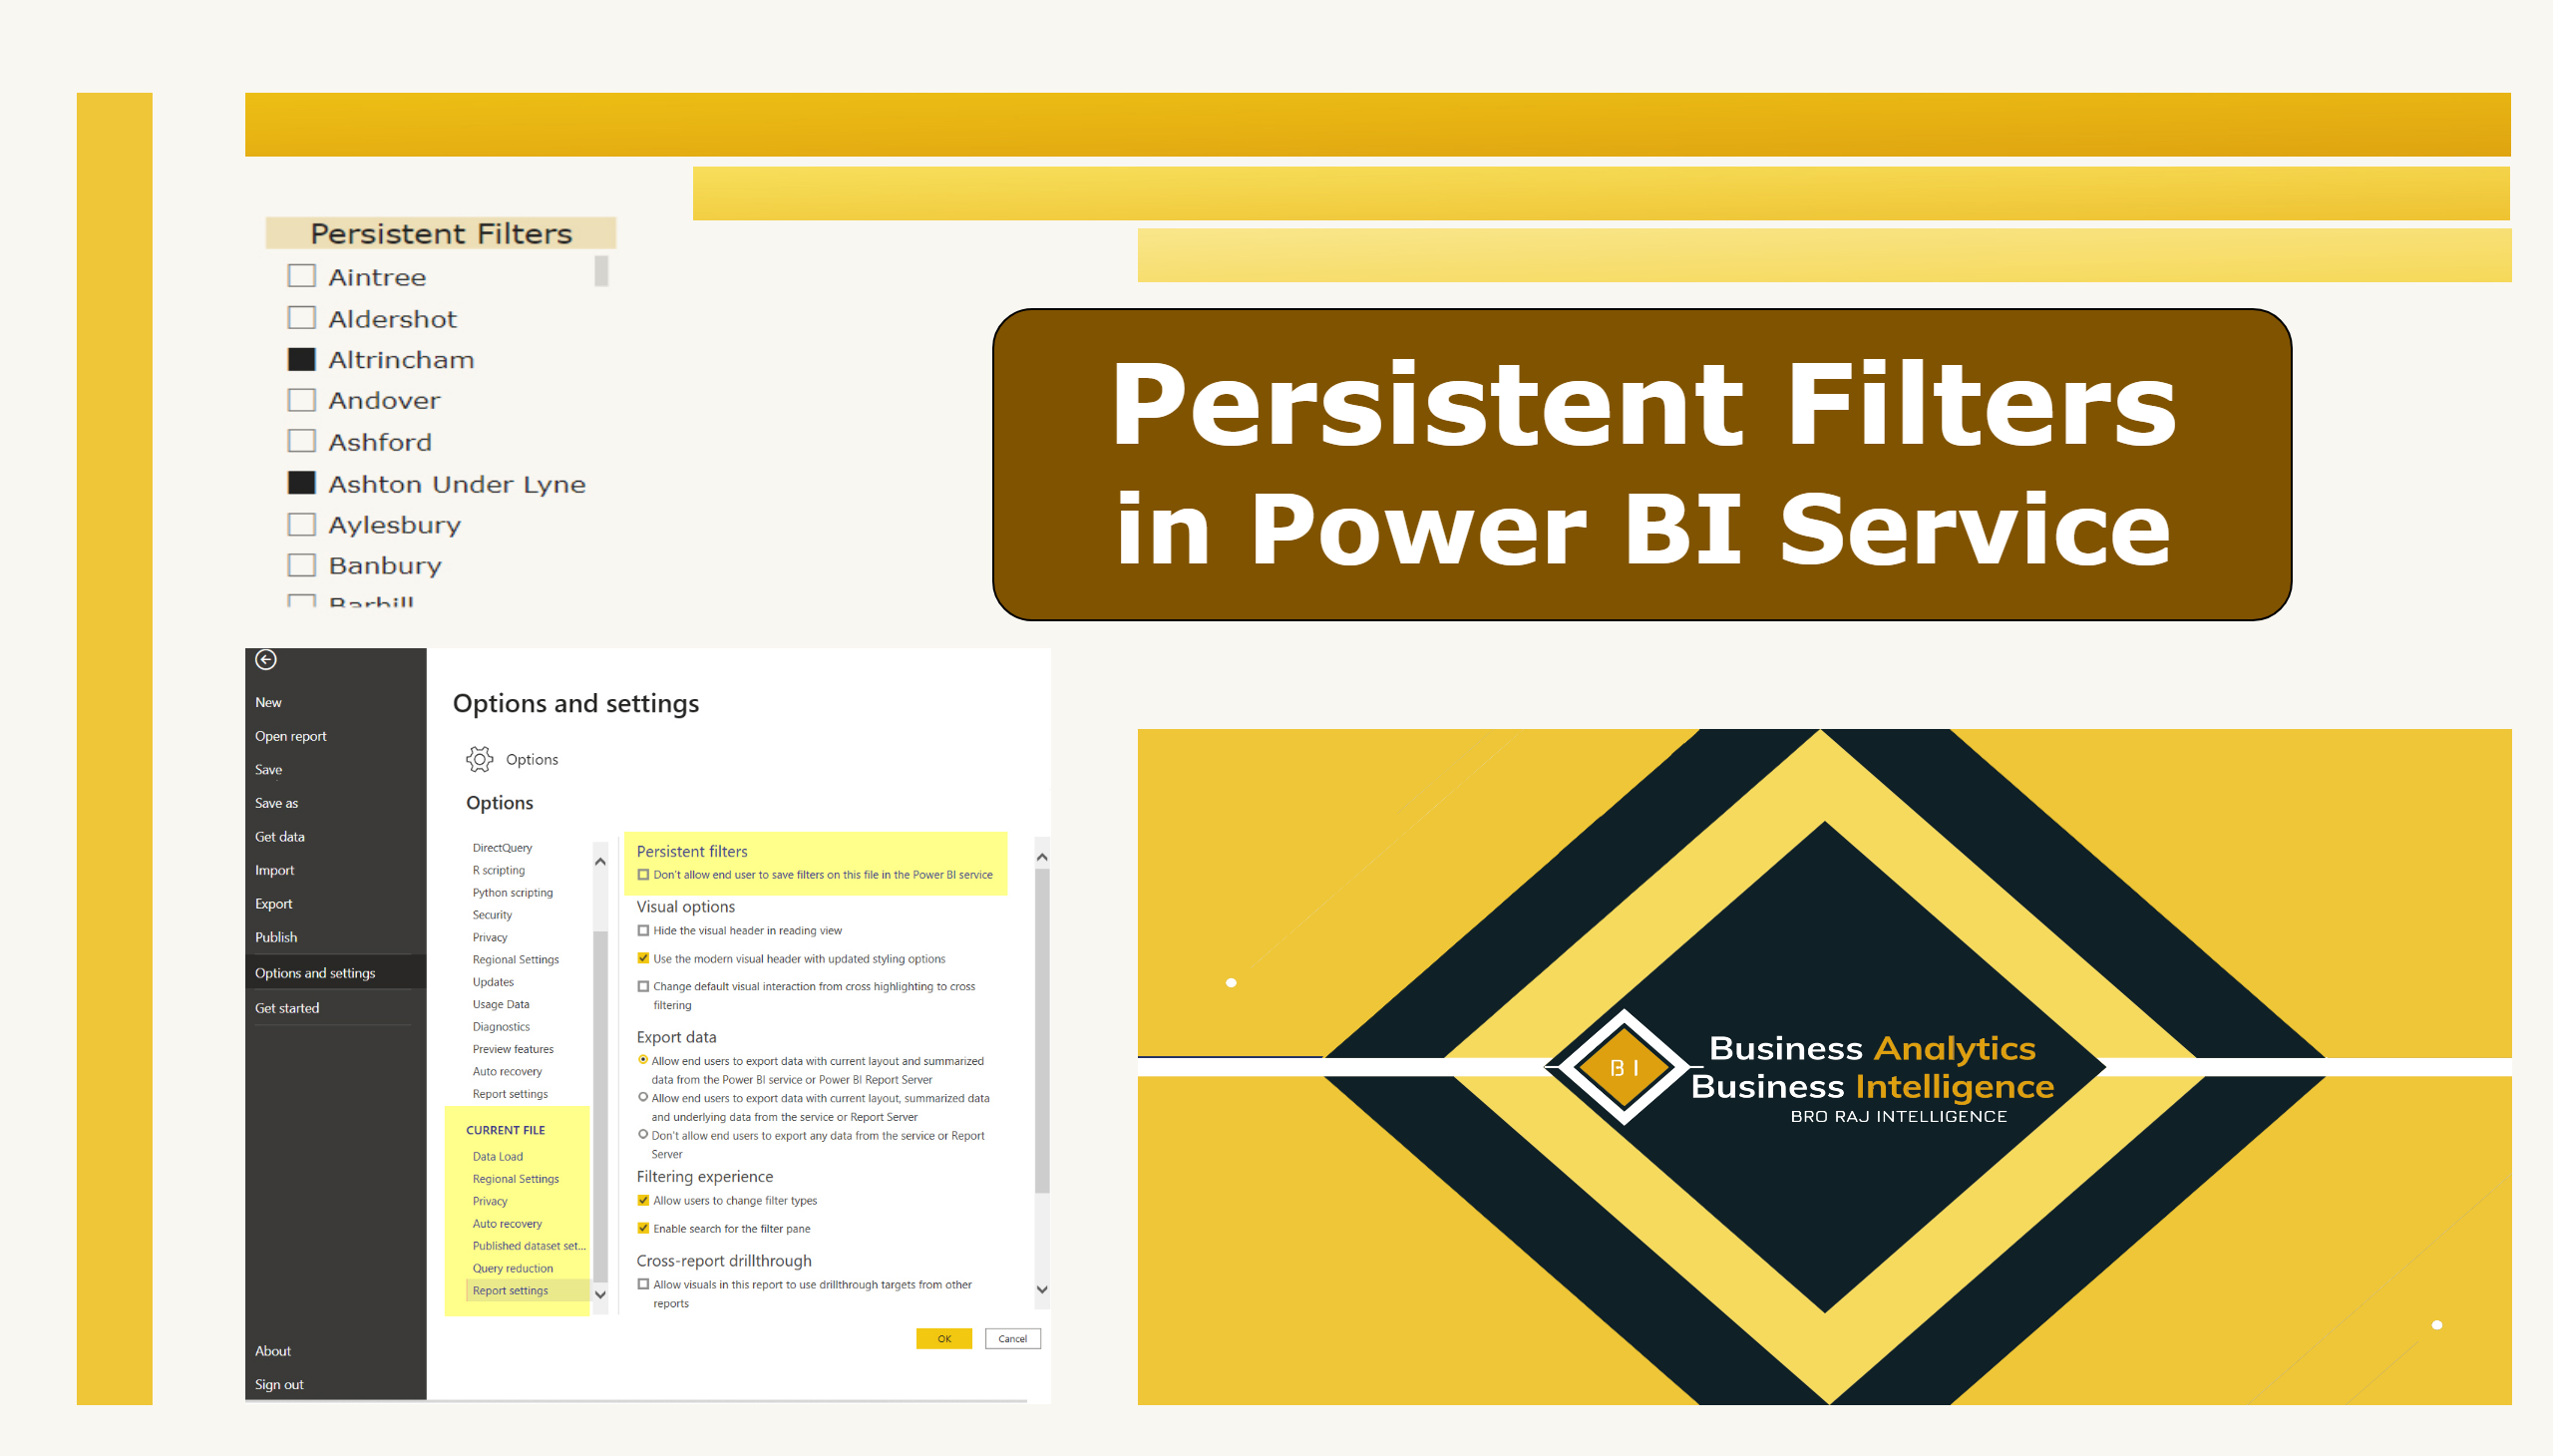 Persistent Filters
Aintree
Aldershot
Altrincham
Andover
Ashford
Ashton Under Lyne
Aylesbury
Banbury
Barhill
Persistent Filters
in Power BI Service
New
Open report
Save
Save as
Get data
Import
Export
Publish
Options and settings
Get started
About
Sign out
Options and settings
Options
Options
DirectQuery
R scripting
Python scripting
Security
Privacy
Regional Settings
Updates
Usage Data
Diagnostics
Preview features
Auto recovery
Report settings
CURRENT FILE
Data Load
Regional Settings
Privacy
Auto recovery
Published dataset set...
Query reduction
Report settings
Persistent filters
Don't allow end user to save filters on this file in the Power BI service
Visual options
Hide the visual header in reading view
Use the modern visual header with updated styling options
Change default visual interaction from cross highlighting to cross
filtering
Export data
Allow end users to export data with current layout and summarized
data from the Power BI service or Power BI Report Server
Allow end users to export data with current layout, summarized data
and underlying data from the service or Report Server
Don't allow end users to export any data from the service or Report
Server
Filtering experience
Allow users to change filter types
Enable search for the filter pane
Cross-report drillthrough
Allow visuals in this report to use drillthrough targets from other
reports
OK
Cancel
BI
Business Analytics
Business Intelligence
BRO RAJ INTELLIGENCE